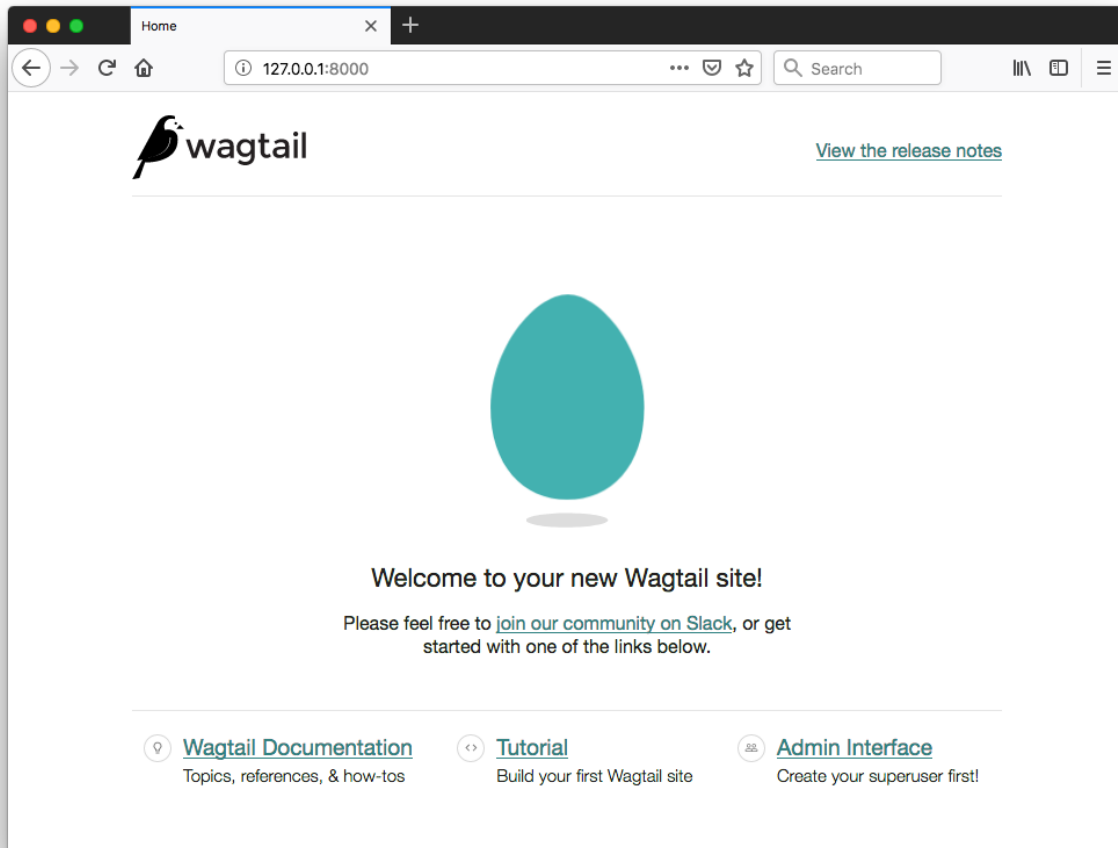 Home
127.0.0.1:8000
Search
wagtail
View the release notes
Welcome to your new Wagtail site!
Please feel free to join our community on Slack, or get
started with one of the links below.
Wagtail Documentation
Topics, references, & how-tos
Tutorial
Build your first Wagtail site
Admin Interface
Create your superuser first!